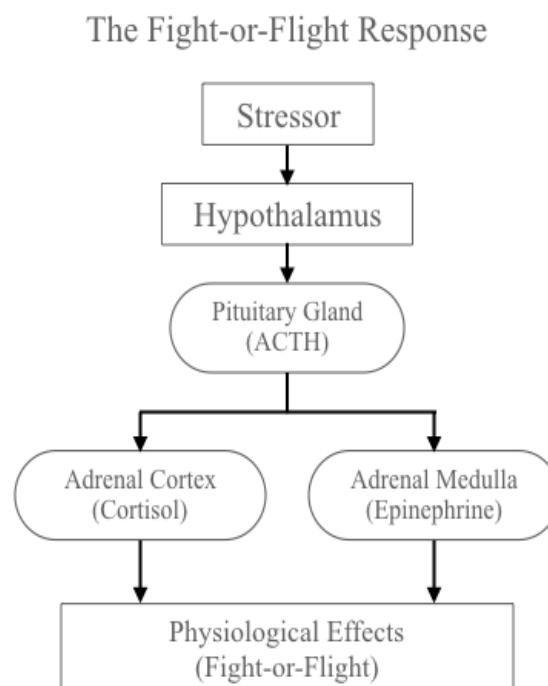 The Fight-or-Flight Response
Stressor
Hypothalamus
Pituitary Gland
(ACTH)
Adrenal Cortex
(Cortisol)
Adrenal Medulla
(Epinephrine)
Physiological Effects
(Fight-or-Flight)